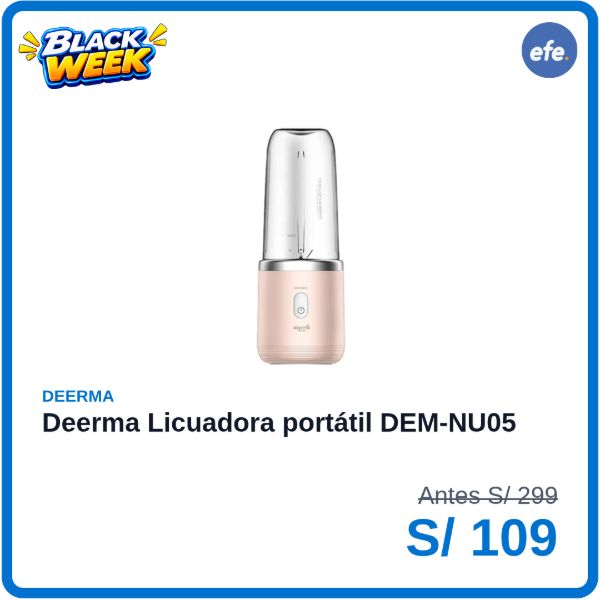 BLACK
WEEK
efe.
DEERMA
Deerma Licuadora portátil DEM-NU05
Antes S/ 299
S/ 109